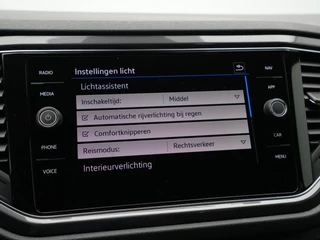 Instellingen licht
RADIO
NAV
Lichtassistent
MEDIA
Inschakeltijd: Middel
APP
Automatische rijverlichting bij regen
Comfortknipperen
CAR
PHONE
Reismodus: Rechtsverkeer
MENU
VOICE
Interieurverlichting